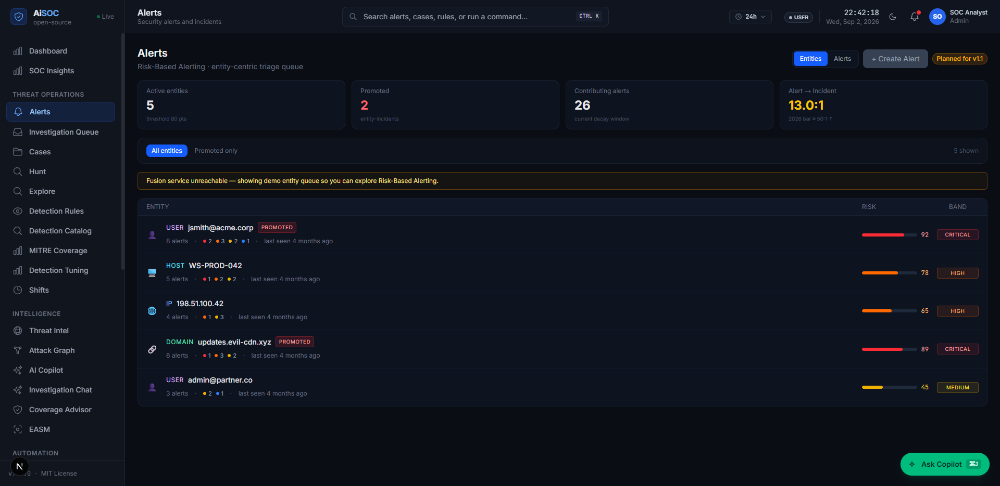 AiSOC
open-source
Live
Dashboard
SOC Insights
THREAT OPERATIONS
Alerts
Investigation Queue
Cases
Hunt
Explore
Detection Rules
Detection Catalog
MITRE Coverage
Detection Tuning
Shifts
INTELLIGENCE
Threat Intel
Attack Graph
AI Copilot
Investigation Chat
Coverage Advisor
EASM
AUTOMATION
N
· MIT License
Alerts
Security alerts and incidents
Search alerts, cases, rules, or run a command... CTRL K
24h
USER
22:42:18
Wed, Sep 2, 2026
SO
SOC Analyst
Admin
Alerts
Risk-Based Alerting · entity-centric triage queue
Entities Alerts + Create Alert Planned for v1.1
Active entities
5
threshold 80 pts
Promoted
2
entity-incidents
Contributing alerts
26
current decay window
Alert → Incident
13.0:1
2026 bar ≥ 50:1 ↑
All entities Promoted only 5 shown
Fusion service unreachable — showing demo entity queue so you can explore Risk-Based Alerting.
ENTITY RISK BAND
USER jsmith@acme.corp PROMOTED
8 alerts · 2 3 2 1 · last seen 4 months ago
92 CRITICAL
HOST WS-PROD-042
5 alerts · 1 2 2 · last seen 4 months ago
78 HIGH
IP 198.51.100.42
4 alerts · 1 3 · last seen 4 months ago
65 HIGH
DOMAIN updates.evil-cdn.xyz PROMOTED
6 alerts · 1 3 2 · last seen 4 months ago
89 CRITICAL
USER admin@partner.co
3 alerts · 2 1 · last seen 4 months ago
45 MEDIUM
Ask Copilot ⌘J